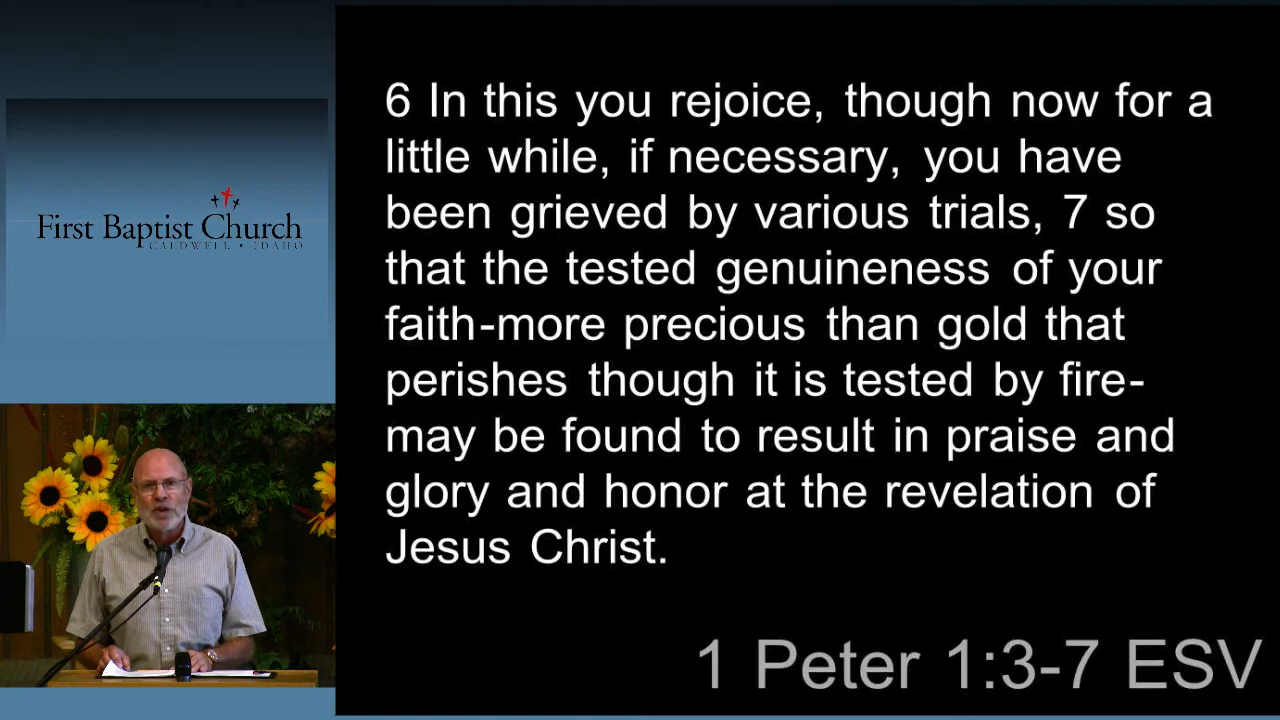 First Baptist Church
CALDWELL • IDAHO
6 In this you rejoice, though now for a
little while, if necessary, you have
been grieved by various trials, 7 so
that the tested genuineness of your
faith-more precious than gold that
perishes though it is tested by fire-
may be found to result in praise and
glory and honor at the revelation of
Jesus Christ.
1 Peter 1:3-7 ESV